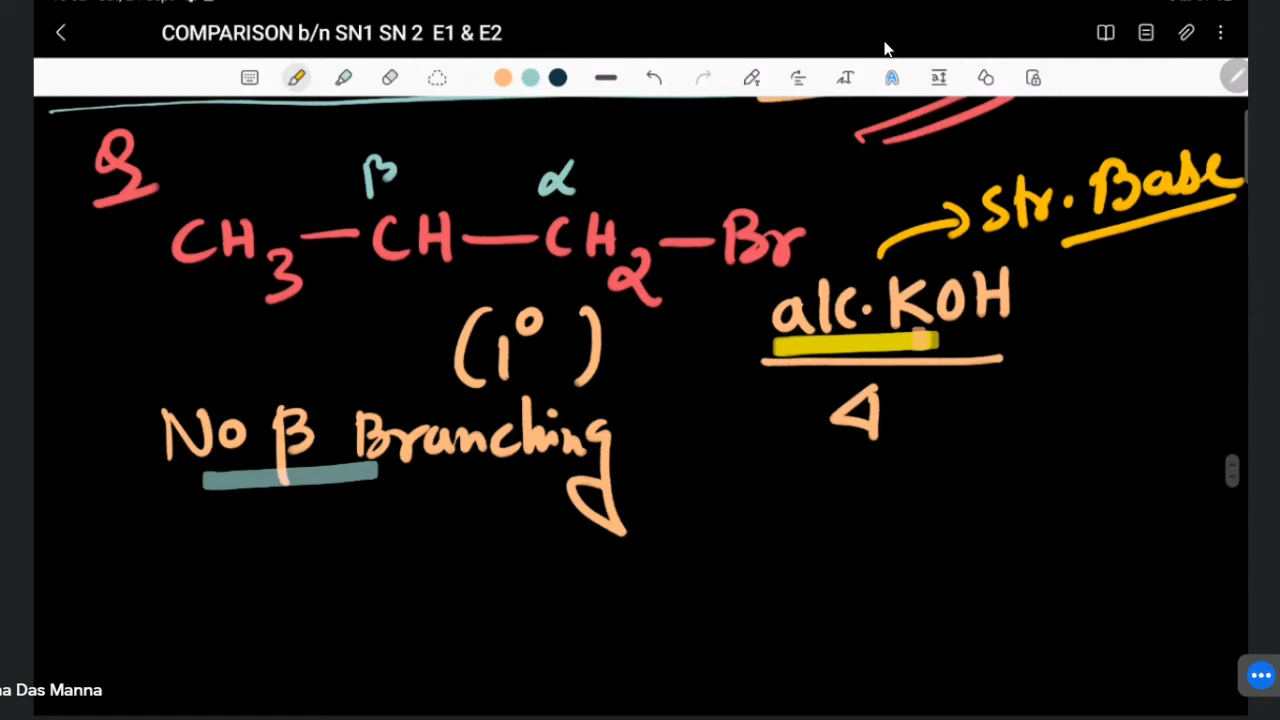 COMPARISON b/n SN1 SN 2 E1 & E2
Q
β α
CH3-CH-CH2-Br
Str. Base
alc. KOH
Δ
(1°)
No β Branching
na Das Manna